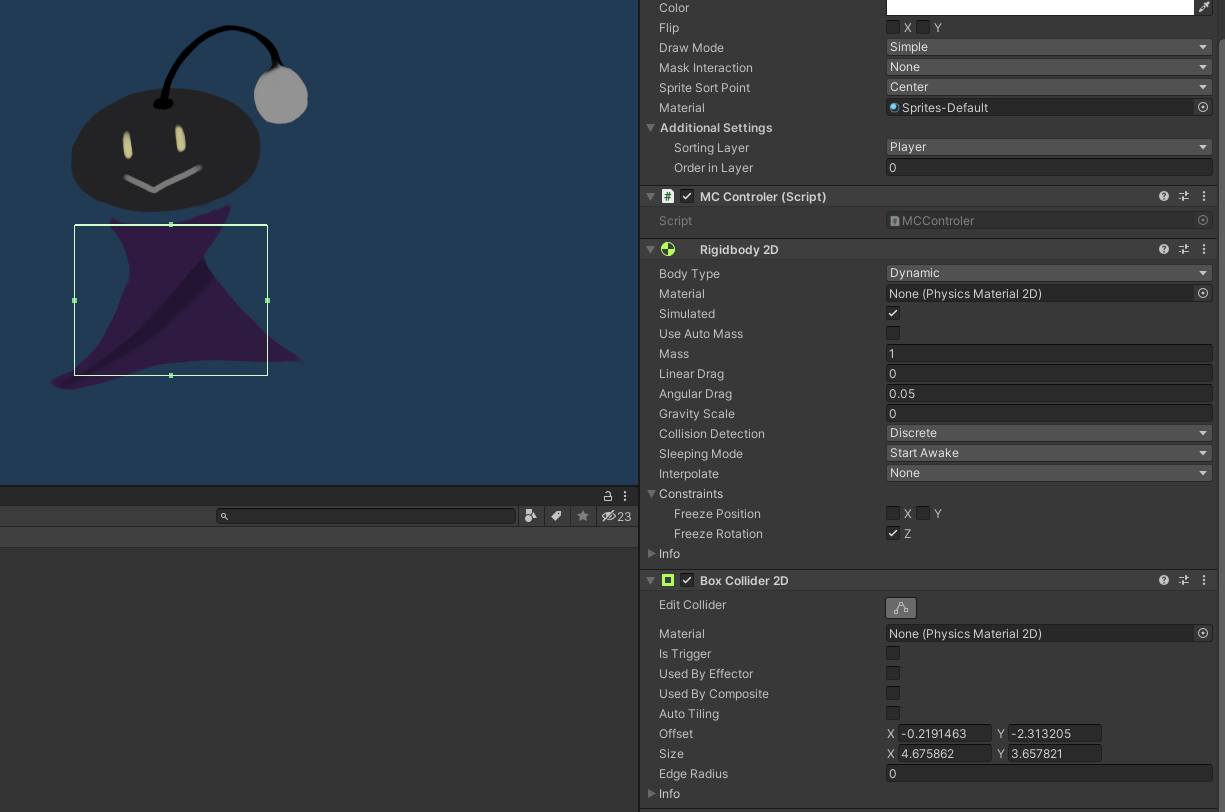 Color
Flip X Y
Draw Mode Simple
Mask Interaction None
Sprite Sort Point Center
Material Sprites-Default
Additional Settings
Sorting Layer Player
Order in Layer 0
# MC Controler (Script)
Script # MCControler
Rigidbody 2D
Body Type Dynamic
Material None (Physics Material 2D)
Simulated
Use Auto Mass
Mass 1
Linear Drag 0
Angular Drag 0.05
Gravity Scale 0
Collision Detection Discrete
Sleeping Mode Start Awake
Interpolate None
Constraints
Freeze Position X Y
23
Freeze Rotation Z
Info
Box Collider 2D
Edit Collider
Material None (Physics Material 2D)
Is Trigger
Used By Effector
Used By Composite
Auto Tiling
Offset X -0.2191463 Y -2.313205
Size X 4.675862 Y 3.657821
Edge Radius 0
Info